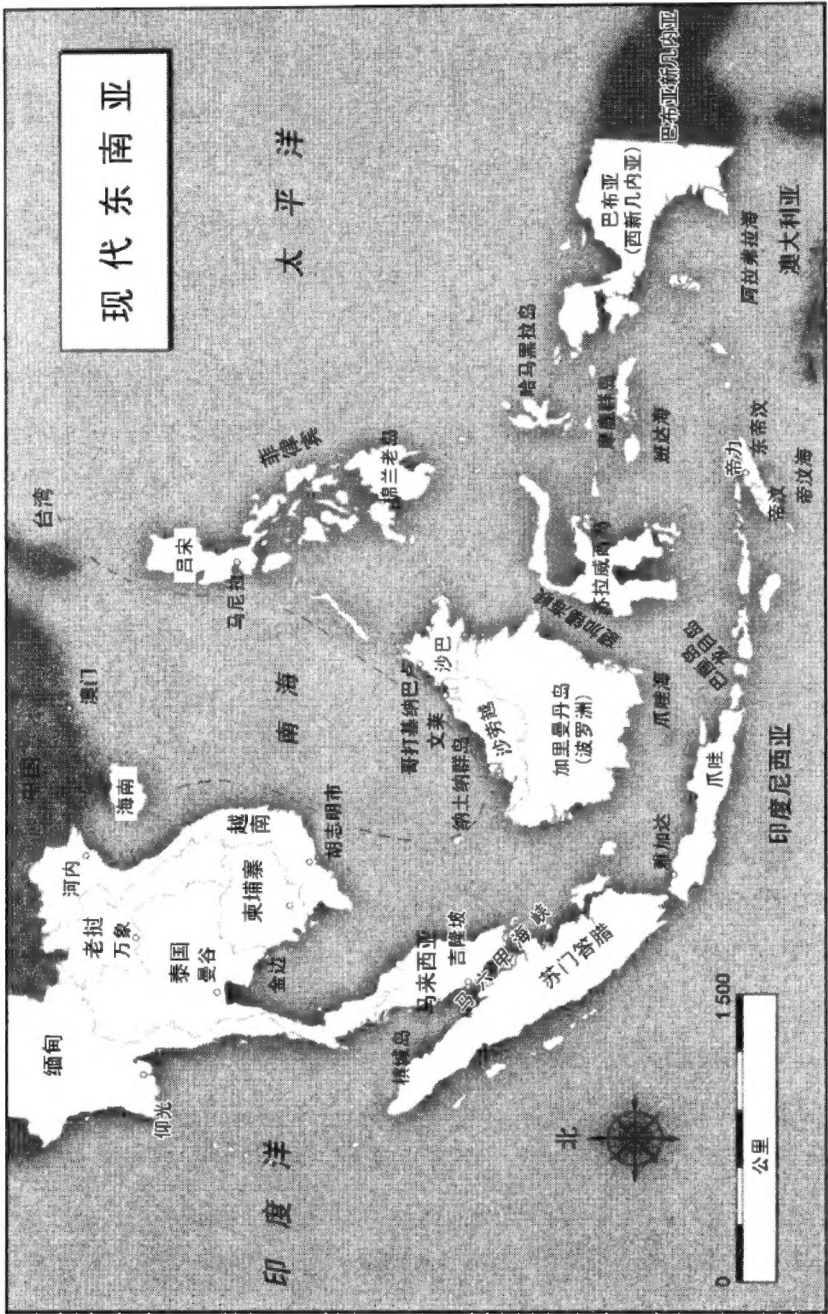 现代东南亚
太平洋
印度洋
中国
台湾
澳门
海南
南海
缅甸
仰光
老挝
万象
河内
泰国
曼谷
越南
柬埔寨
金边
胡志明市
吕宋
马尼拉
菲律宾
棉兰老岛
马来西亚
吉隆坡
槟城岛
马六甲海峡
苏门答腊
哥打基纳巴卢
文莱
沙巴
沙劳越
纳土纳群岛
加里曼丹岛
(波罗洲)
望加锡海峡
苏拉威西岛
哈马黑拉岛
摩鹿群岛
班达海
巴布亚
(西新几内亚)
巴布亚新几内亚
阿拉弗拉海
澳大利亚
雅加达
爪哇
爪哇海
巴厘岛
龙目岛
帝力
帝汶
东帝汶
帝汶海
印度尼西亚
北
0
1 500
公里